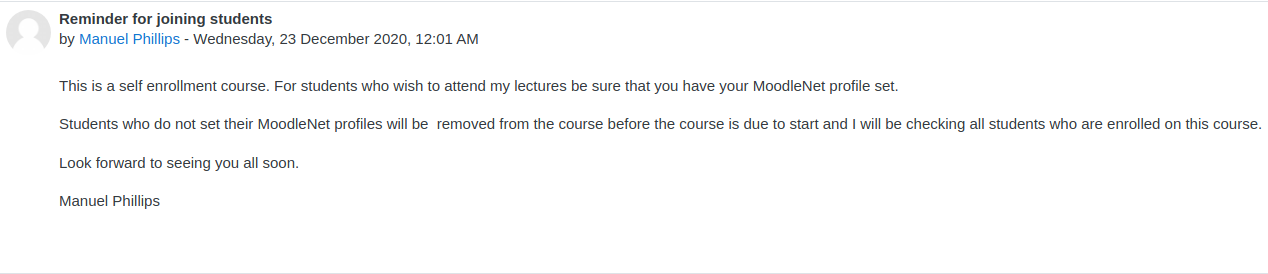 Reminder for joining students
by Manuel Phillips - Wednesday, 23 December 2020, 12:01 AM
This is a self enrollment course. For students who wish to attend my lectures be sure that you have your MoodleNet profile set.
Students who do not set their MoodleNet profiles will be  removed from the course before the course is due to start and I will be checking all students who are enrolled on this course.
Look forward to seeing you all soon.
Manuel Phillips